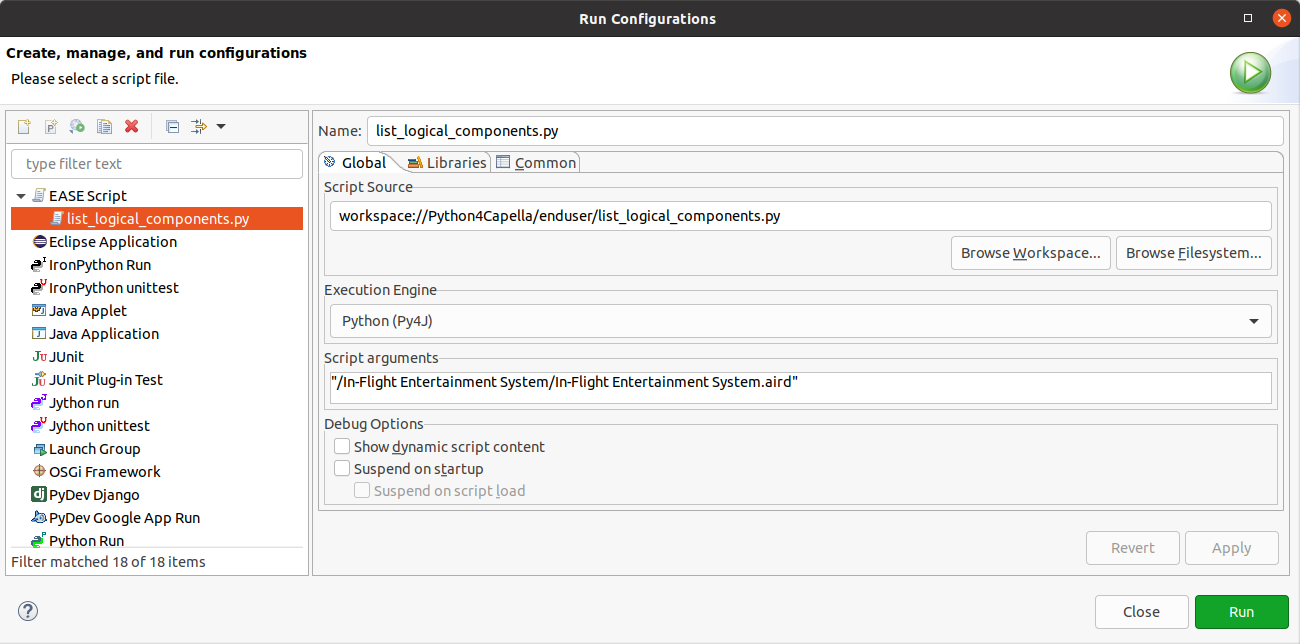 Run Configurations
Create, manage, and run configurations
Please select a script file.
type filter text
EASE Script
list_logical_components.py
Eclipse Application
IronPython Run
IronPython unittest
Java Applet
Java Application
JUnit
JUnit Plug-in Test
Jython run
Jython unittest
Launch Group
OSGi Framework
PyDev Django
PyDev Google App Run
Python Run
Filter matched 18 of 18 items
Name: list_logical_components.py
Global Libraries Common
Script Source
workspace://Python4Capella/enduser/list_logical_components.py
Browse Workspace... Browse Filesystem...
Execution Engine
Python (Py4J)
Script arguments
"/In-Flight Entertainment System/In-Flight Entertainment System.aird"
Debug Options
Show dynamic script content
Suspend on startup
Suspend on script load
Revert Apply
Close Run